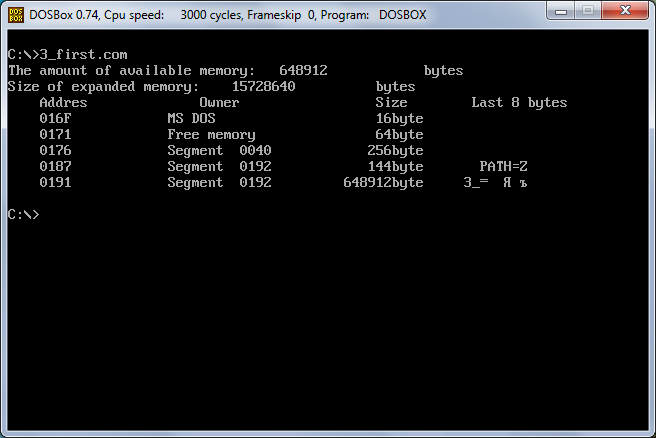 DOS BOX DOSBox 0.74, Cpu speed: 3000 cycles, Frameskip 0, Program: DOSBOX
C:\>3_first.com
The amount of available memory: 648912 bytes
Size of expanded memory: 15728640 bytes
Addres Owner Size Last 8 bytes
016F MS DOS 16byte
0171 Free memory 64byte
0176 Segment 0040 256byte
0187 Segment 0192 144byte PATH=Z
0191 Segment 0192 648912byte 3_= Я ъ
C:\>